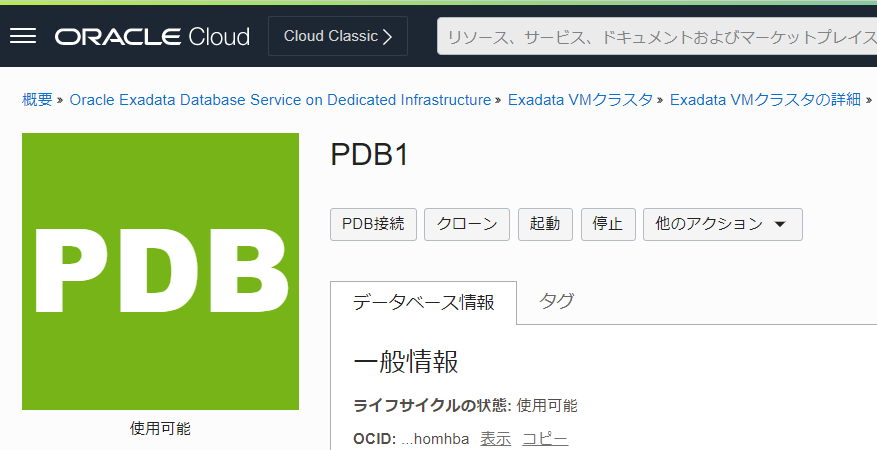 ORACLE Cloud Cloud Classic リソース、サービス、ドキュメントおよびマーケットプレイス
概要 » Oracle Exadata Database Service on Dedicated Infrastructure » Exadata VMクラスタ » Exadata VMクラスタの詳細 »
PDB1
PDB接続 クローン 起動 停止 他のアクション
PDB
データベース情報 タグ
一般情報
ライフサイクルの状態: 使用可能
使用可能
OCID: ...homhba 表示 コピー